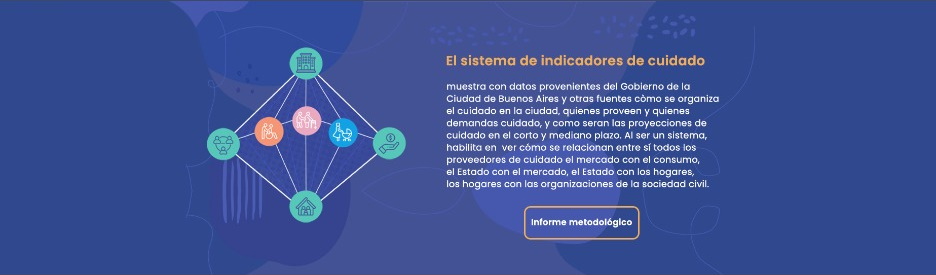 El sistema de indicadores de cuidado
muestra con datos provenientes del Gobierno de la
Ciudad de Buenos Aires y otras fuentes cómo se organiza
el cuidado en la ciudad, quienes proveen y quienes
demandas cuidado, y como seran las proyecciones de
cuidado en el corto y mediano plazo. Al ser un sistema,
habilita en ver cómo se relacionan entre sí todos los
proveedores de cuidado el mercado con el consumo,
el Estado con el mercado, el Estado con los hogares,
los hogares con las organizaciones de la sociedad civil.
Informe metodológico